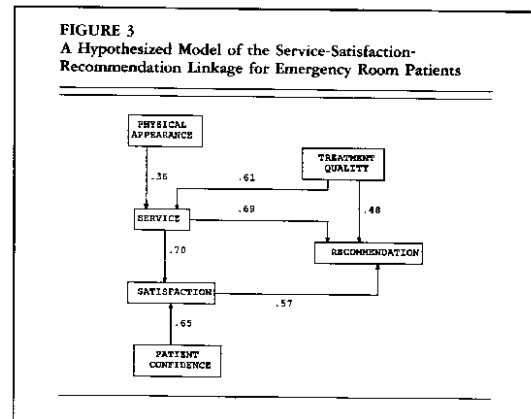 FIGURE 3
A Hypothesized Model of the Service-Satisfaction-
Recommendation Linkage for Emergency Room Patients
PHYSICAL
APPEARANCE
TREATMENT
QUALITY
.36
.61
SERVICE
.69
.48
.70
RECOMMENDATION
SATISFACTION
.57
.65
PATIENT
CONFIDENCE